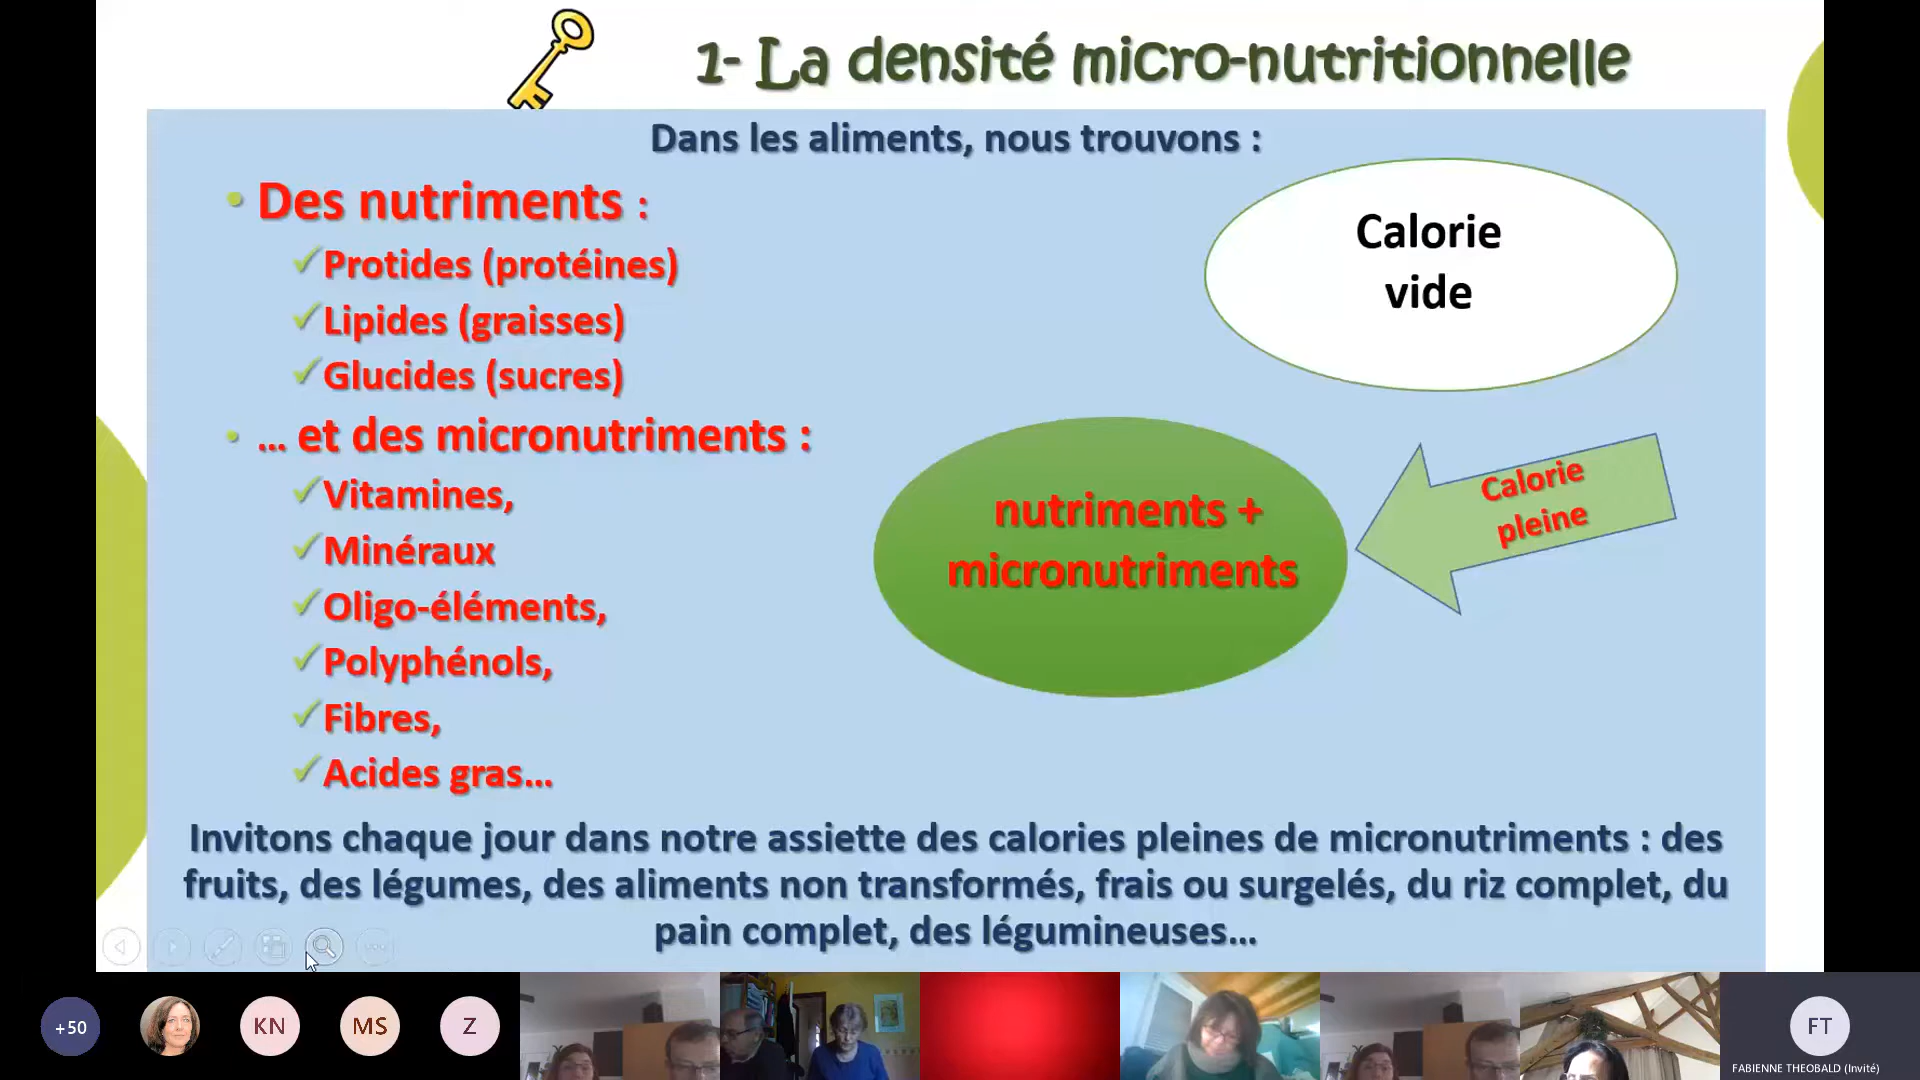 1- La densité micro-nutritionnelle
Dans les aliments, nous trouvons :
• Des nutriments :
✓Protides (protéines)
✓Lipides (graisses)
✓Glucides (sucres)
• ... et des micronutriments :
✓Vitamines,
✓Minéraux
✓Oligo-éléments,
✓Polyphénols,
✓Fibres,
✓Acides gras...
Calorie
vide
nutriments +
micronutriments
Calorie
pleine
Invitons chaque jour dans notre assiette des calories pleines de micronutriments : des
fruits, des légumes, des aliments non transformés, frais ou surgelés, du riz complet, du
pain complet, des légumineuses...
+50
KN
MS
Z
FT
FABIENNE THEOBALD (Invité)